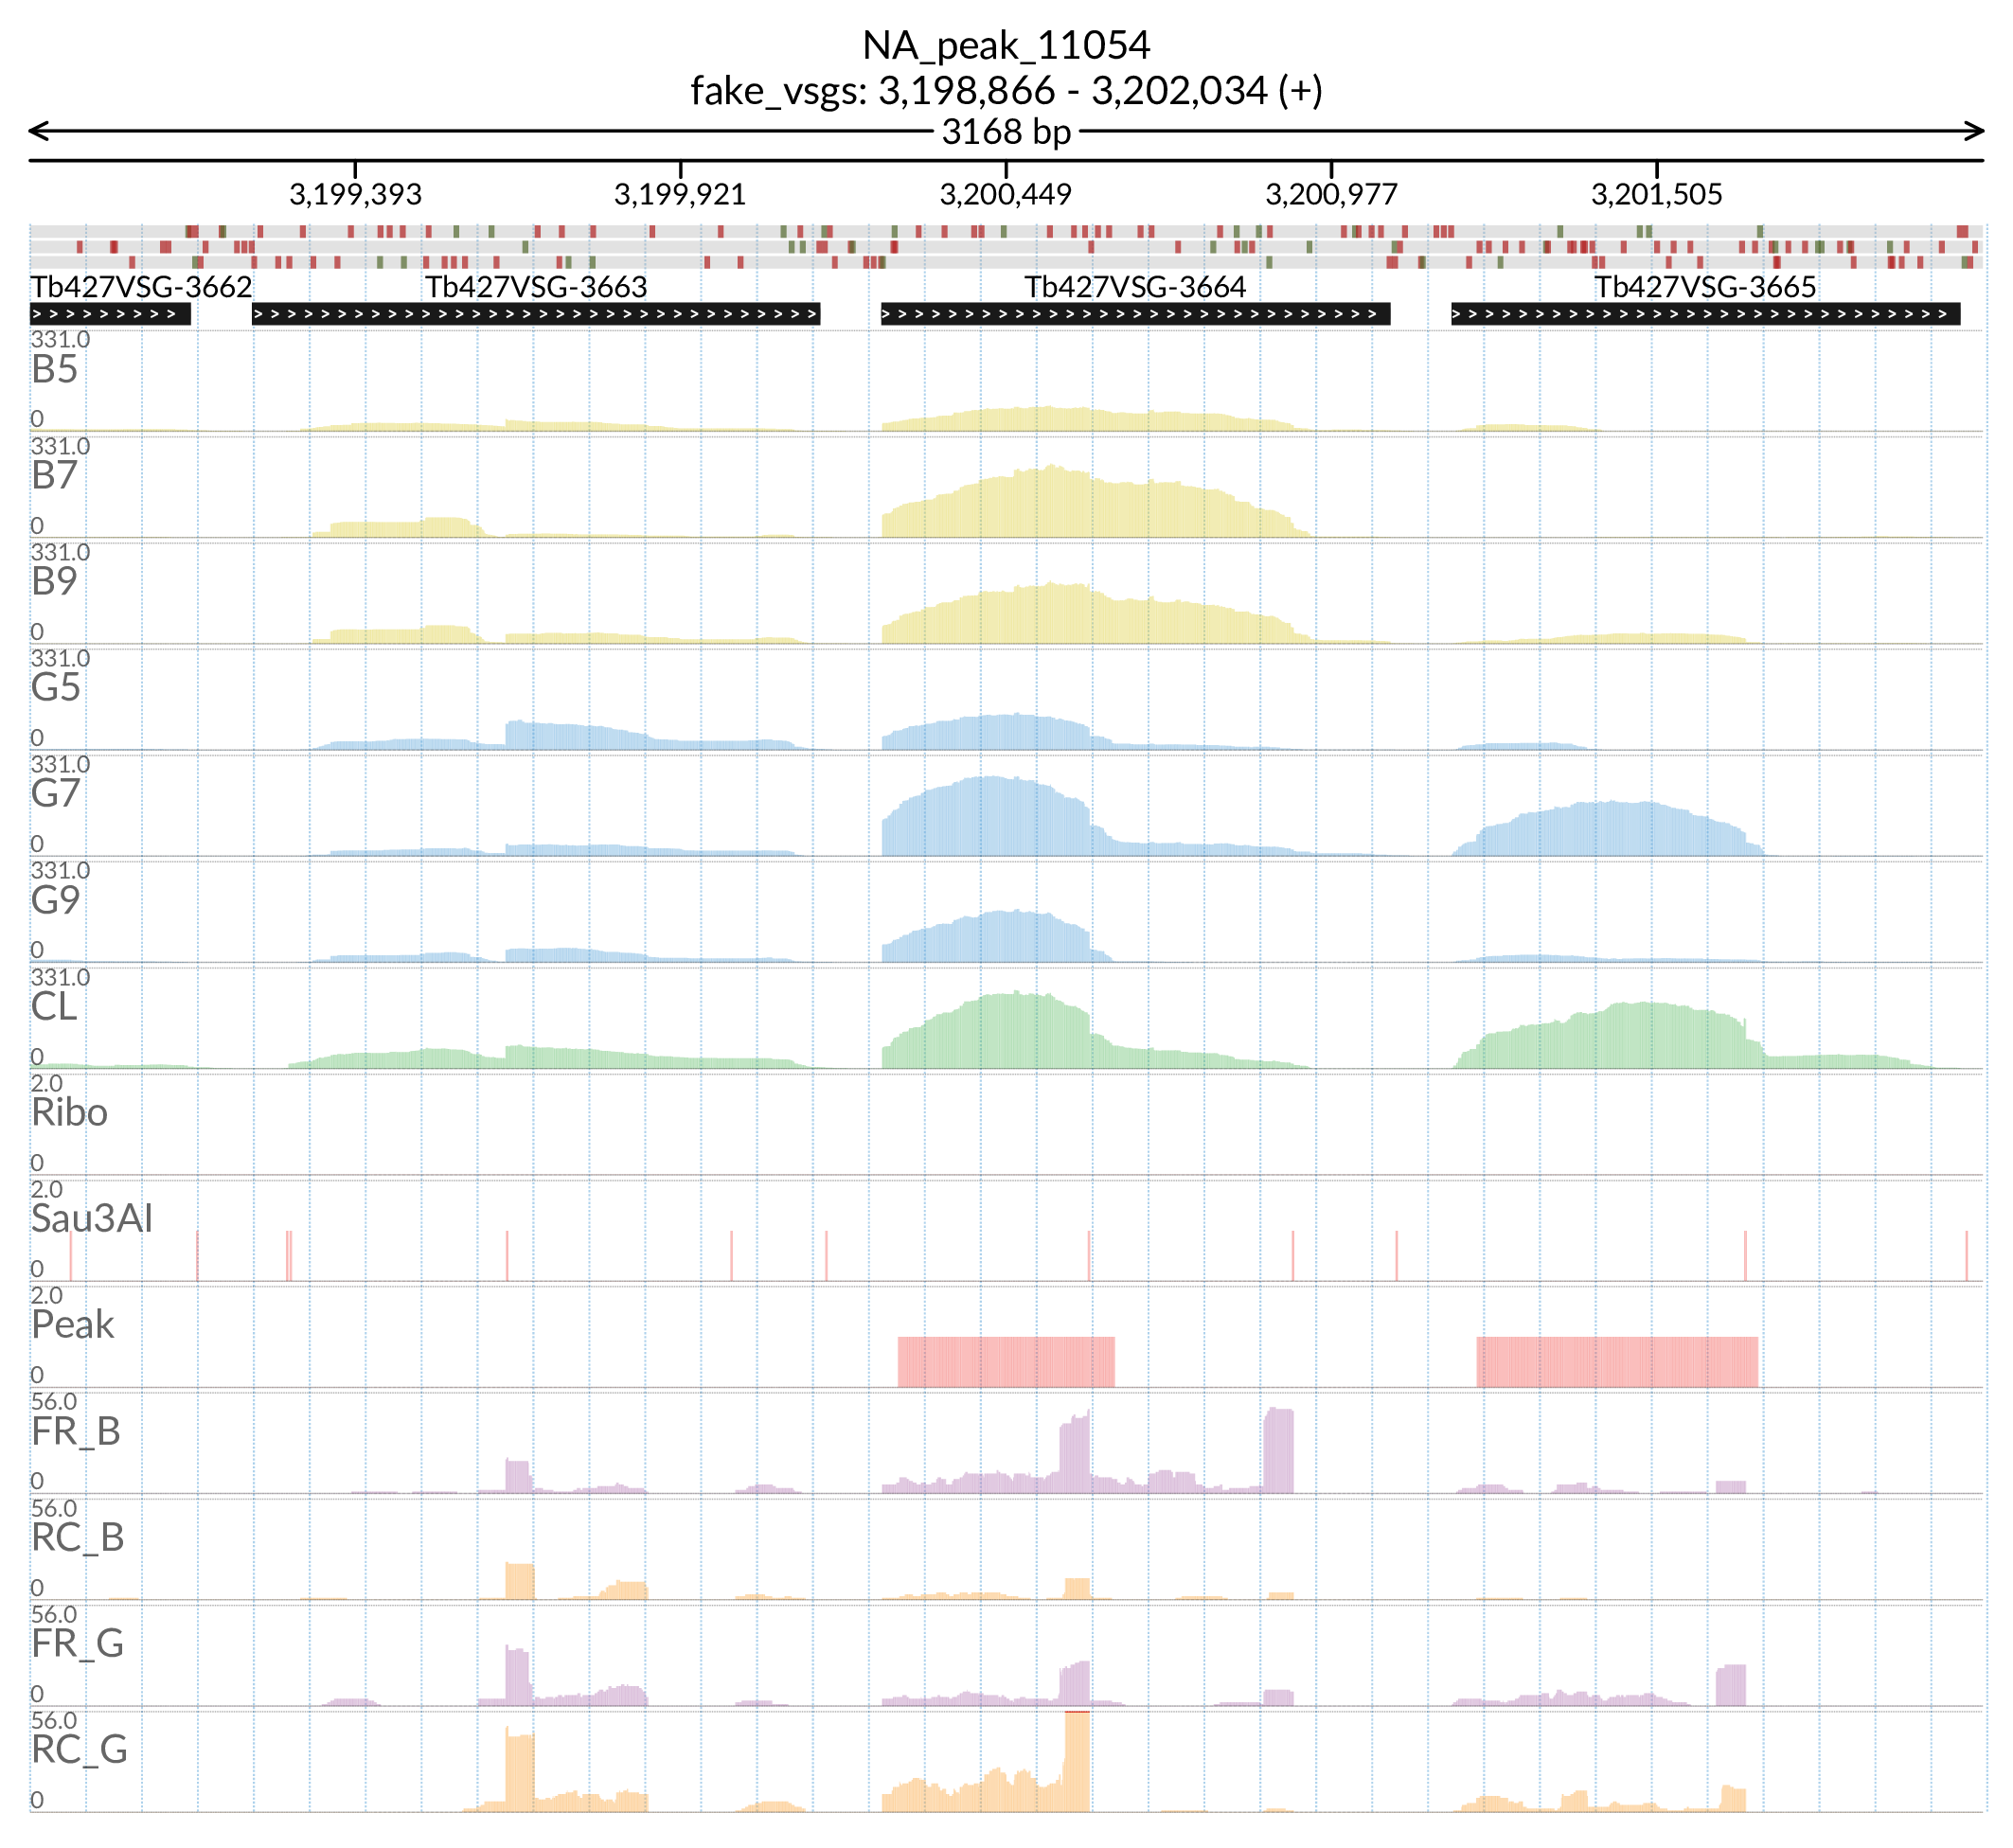 NA_peak_11054
fake_vsgs: 3,198,866 - 3,202,034 (+)
3168 bp
3,199,393 3,199,921 3,200,449 3,200,977 3,201,505
Tb427VSG-3662 Tb427VSG-3663 Tb427VSG-3664 Tb427VSG-3665
331.0
B5
0
331.0
B7
0
331.0
B9
0
331.0
G5
0
331.0
G7
0
331.0
G9
0
331.0
CL
0
2.0
Ribo
0
2.0
Sau3AI
0
2.0
Peak
0
56.0
FR_B
0
56.0
RC_B
0
56.0
FR_G
0
56.0
RC_G
0